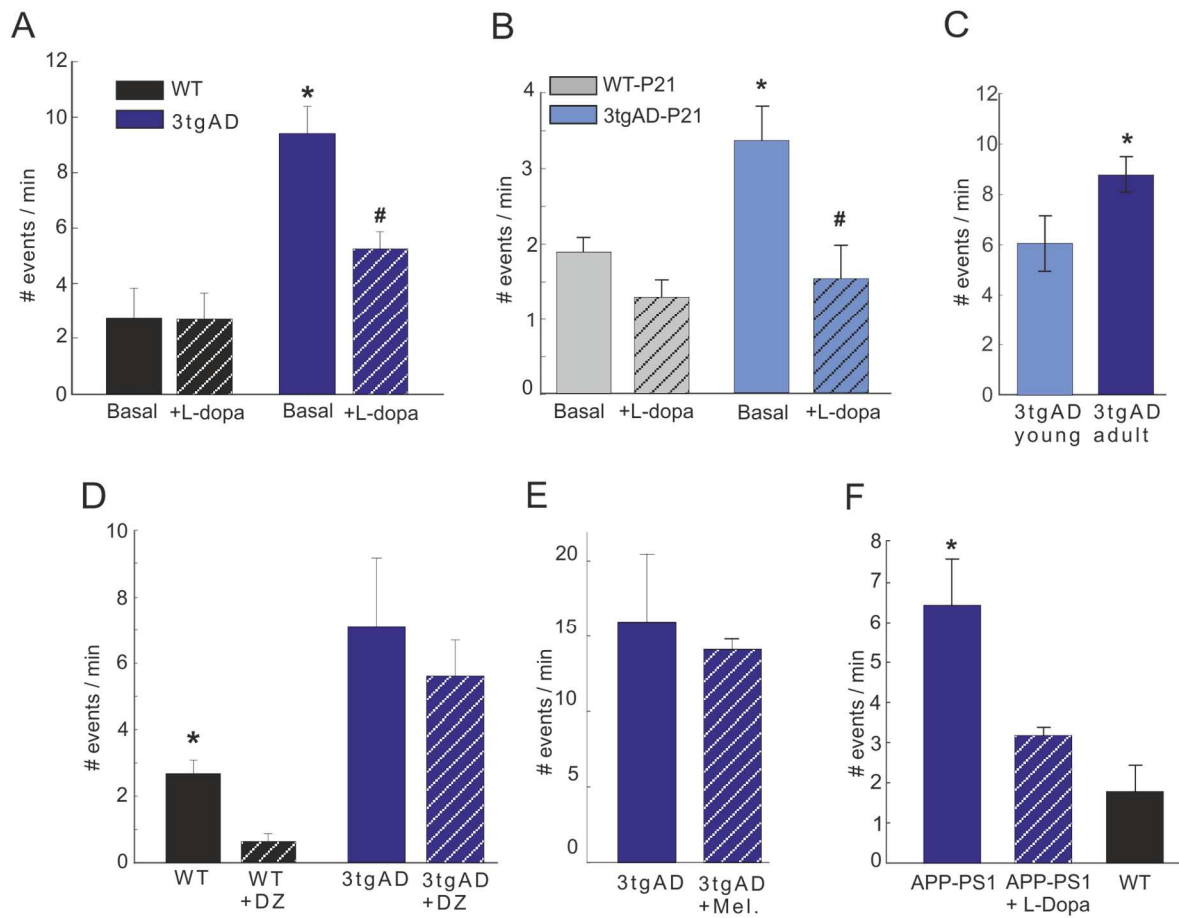 A
# events / min
12
10
8
6
4
2
0
WT
3tgAD
*
#
Basal +L-dopa Basal +L-dopa
B
# events / min
4
3
2
1
0
WT-P21
3tgAD-P21
*
#
Basal +L-dopa Basal +L-dopa
C
# events / min
12
10
8
6
4
2
0
*
3tgAD 3tgAD
young adult
D
# events / min
10
8
6
4
2
0
*
WT WT 3tgAD 3tgAD
+DZ +DZ
E
# events / min
20
15
10
5
0
3tgAD 3tgAD
+Mel.
F
# events / min
8
7
6
5
4
3
2
1
0
*
APP-PS1 APP-PS1 WT
+ L-Dopa